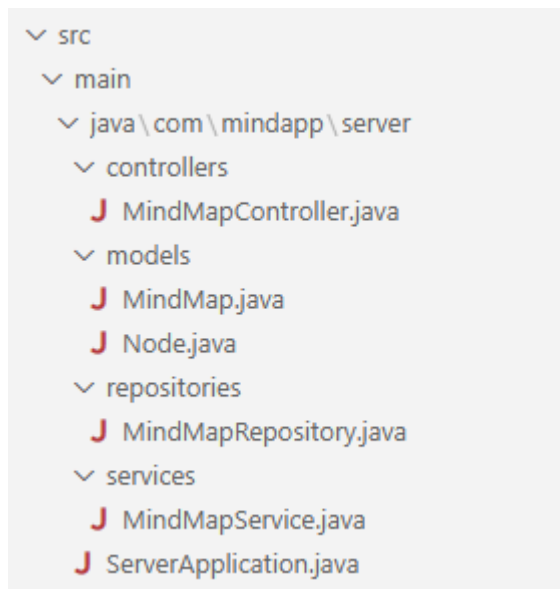 src
main
java\com\mindapp\server
controllers
J MindMapController.java
models
J MindMap.java
J Node.java
repositories
J MindMapRepository.java
services
J MindMapService.java
J ServerApplication.java